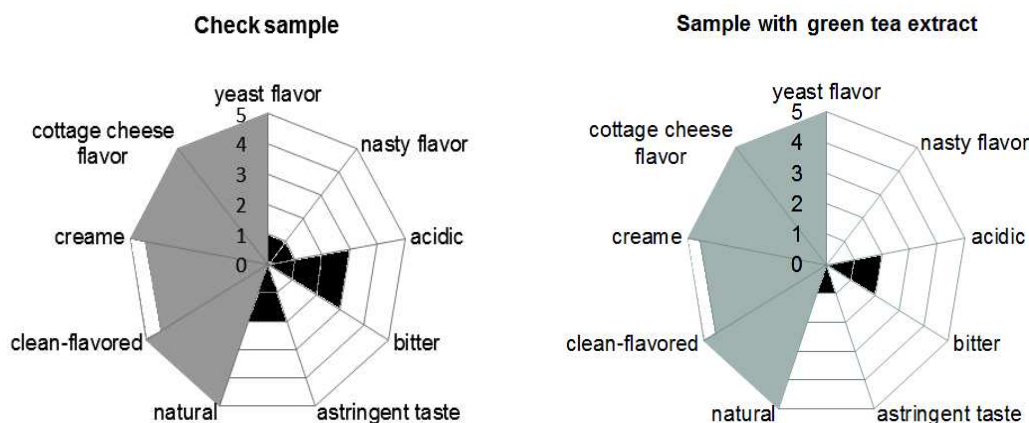 Check sample
yeast flavor
5
4
3
2
1
0
nasty flavor
acidic
bitter
astringent taste
natural
clean-flavored
creame
cottage cheese
flavor
Sample with green tea extract
yeast flavor
5
4
3
2
1
0
nasty flavor
acidic
bitter
astringent taste
natural
clean-flavored
creame
cottage cheese
flavor